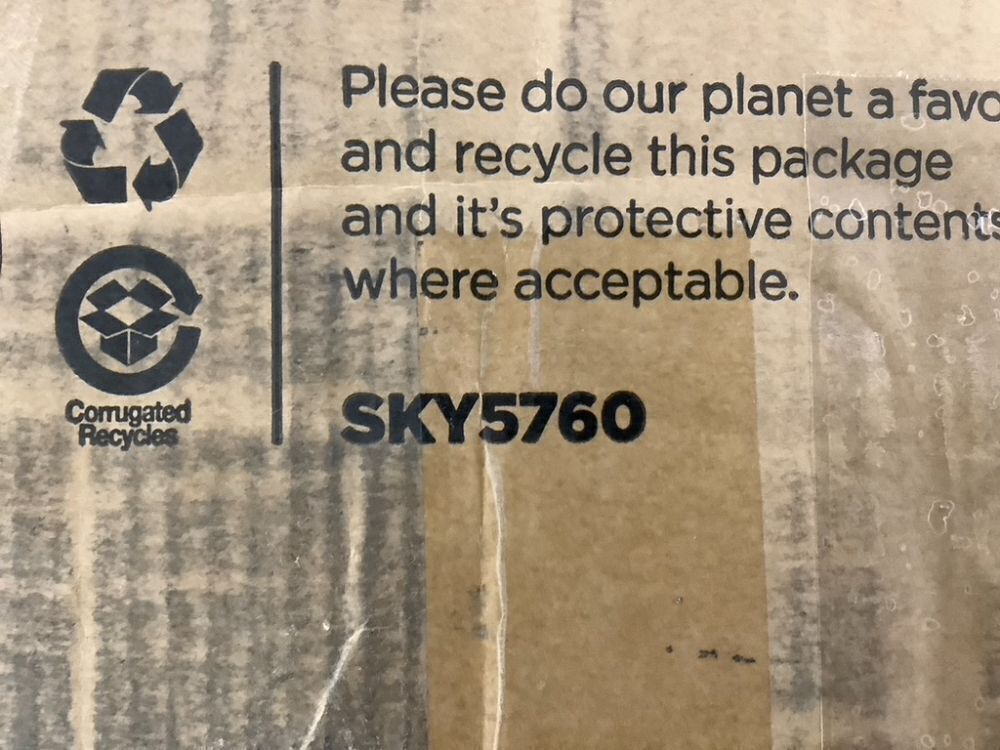 Please do our planet a favo
and recycle this package
and it's protective contents
where acceptable.
SKY5760
Corrugated
Recycles